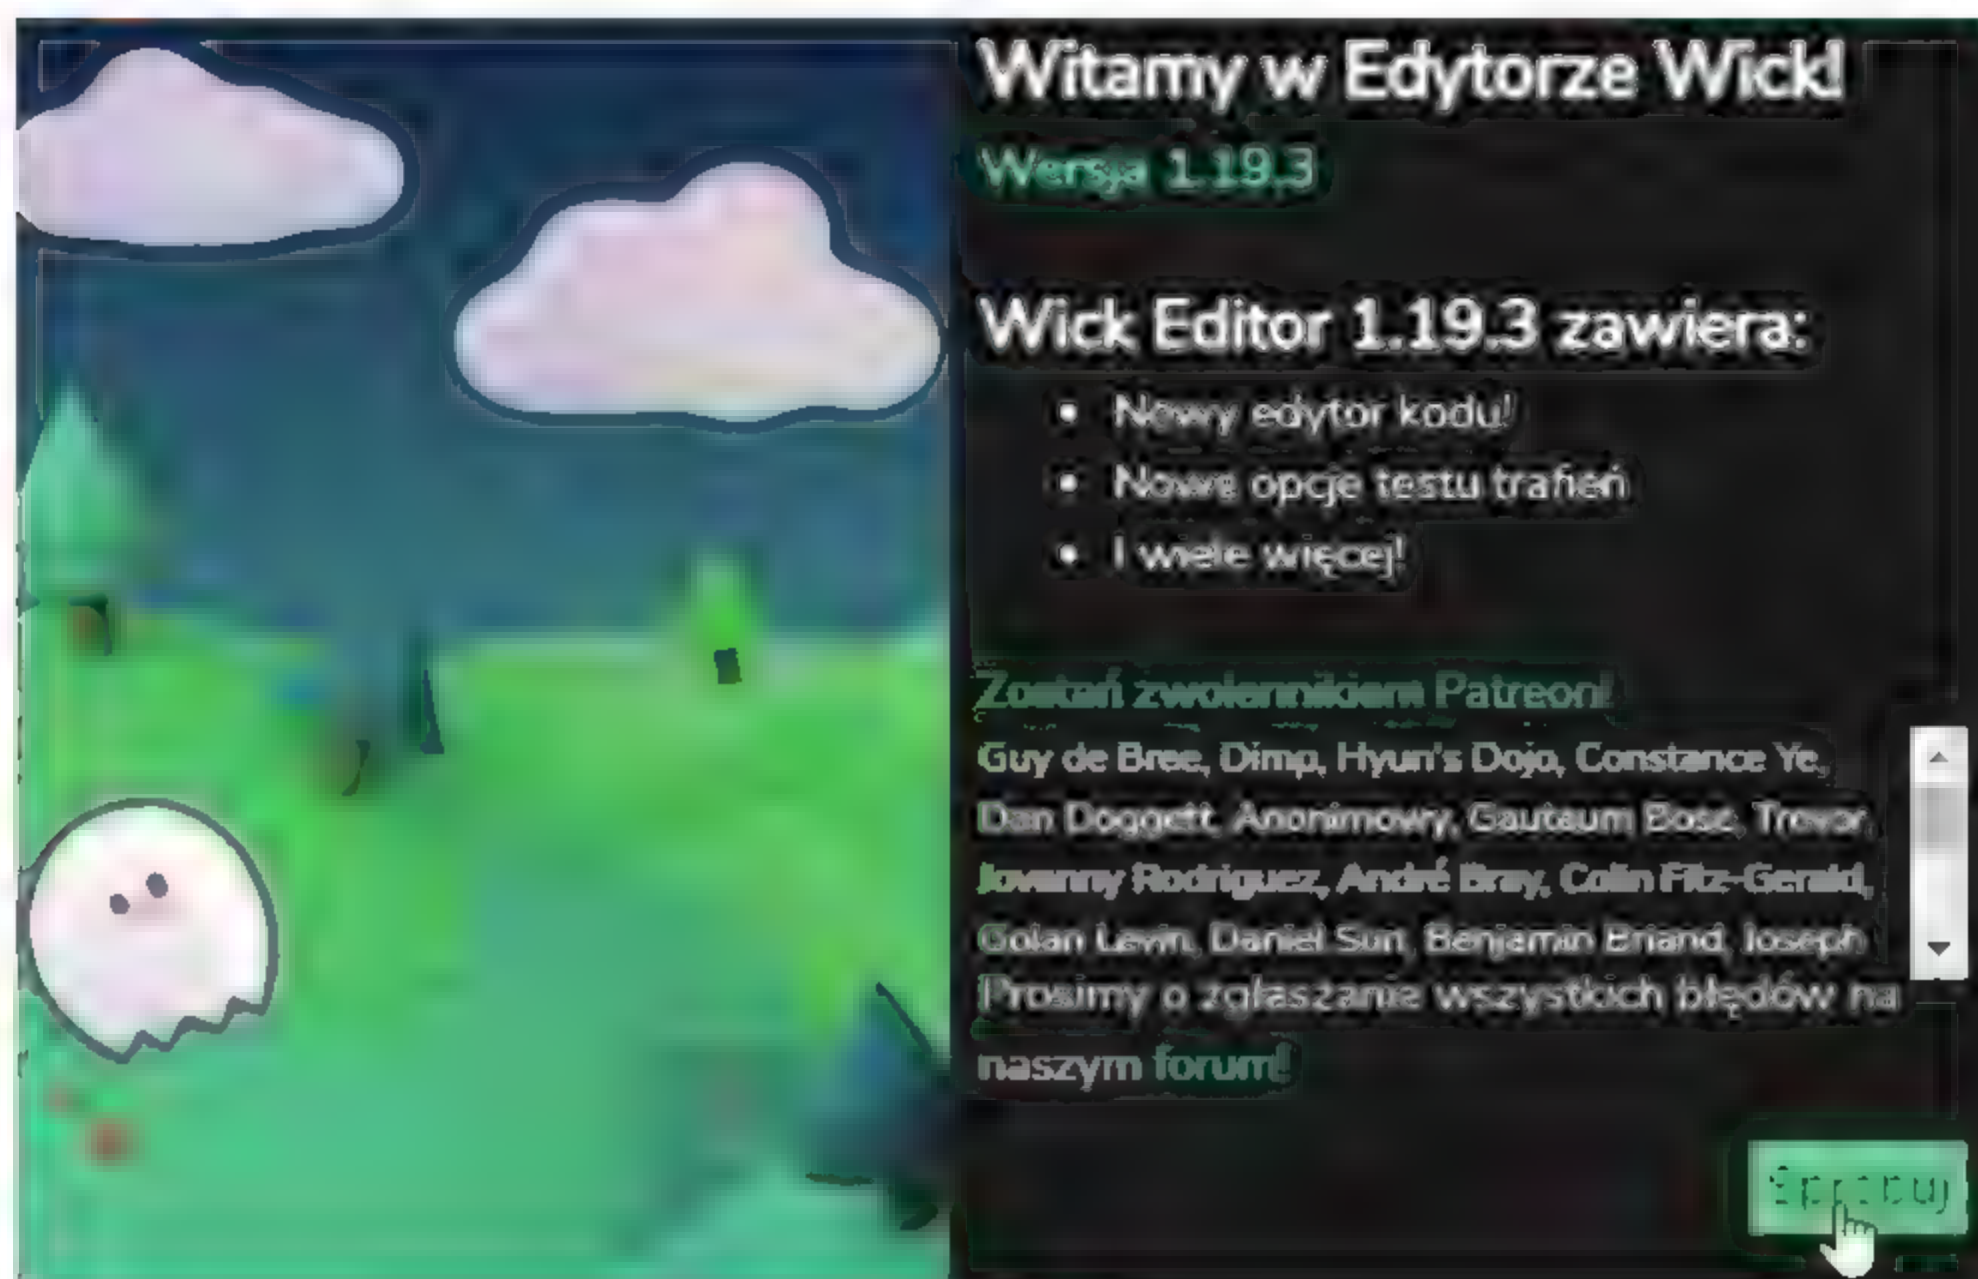 Witamy w Edytorze Wick!
Wersja 1.19.3
Wick Editor 1.19.3 zawiera:
• Nowy edytor kodu!
• Nowe opcje testu trafień
• I wiele więcej!
Zostań zwolennikiem Patreon!
Guy de Bree, Dimp, Hyun's Dojo, Constance Ye,
Dan Doggett, Anonimowy, Gautaum Bose, Trevor,
Jovanny Rodriguez, André Bray, Colin Fitz-Gerald,
Golan Levin, Daniel Sun, Benjamin Briand, Joseph
Prosimy o zgłaszanie wszystkich błędów na
naszym forum!
Spróbuj